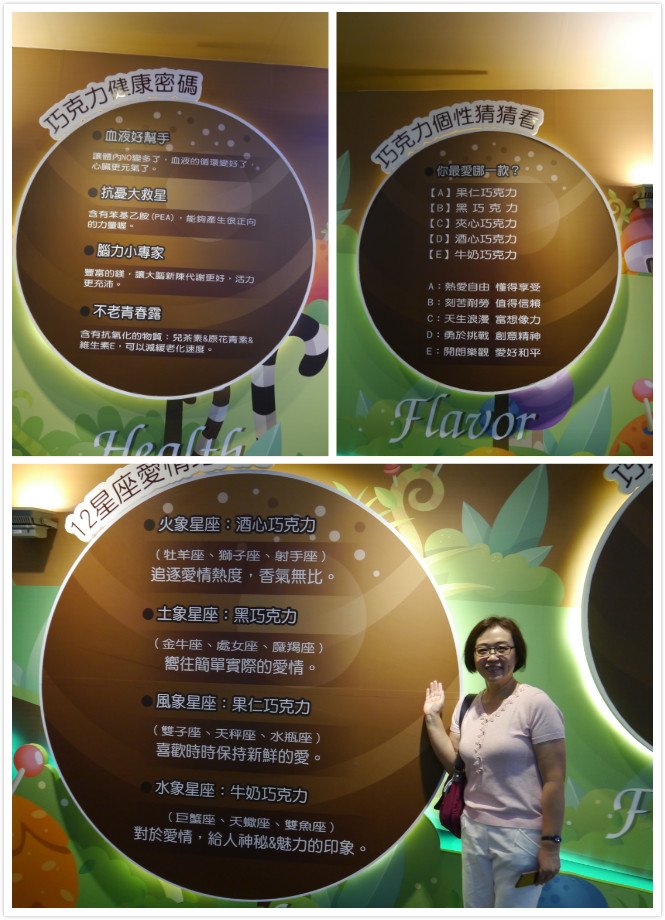 巧克力健康密碼
血液好幫手
讓體內NO變多了，血液的循環變好了，
心臟更元氣了。
抗憂大救星
含有苯基乙胺(PEA)，能夠產生很正向
的力量喔。
腦力小專家
豐富的鎂，讓大腦新陳代謝更好，活力
更充沛。
不老青春露
含有抗氧化的物質：兒茶素&原花青素&
維生素E，可以減緩老化速度。
Health
巧克力個性猜猜看
你最愛哪一款？
【A】果仁巧克力
【B】黑 巧 克 力
【C】夾心巧克力
【D】酒心巧克力
【E】牛奶巧克力
A：熱愛自由 懂得享受
B：刻苦耐勞 值得信賴
C：天生浪漫 富想像力
D：勇於挑戰 創意精神
E：開朗樂觀 愛好和平
Flavor
12星座愛情
火象星座：酒心巧克力
（牡羊座、獅子座、射手座）
追逐愛情熱度，香氣無比。
土象星座：黑巧克力
（金牛座、處女座、魔羯座）
嚮往簡單實際的愛情。
風象星座：果仁巧克力
（雙子座、天秤座、水瓶座）
喜歡時時保持新鮮的愛。
水象星座：牛奶巧克力
（巨蟹座、天蠍座、雙魚座）
對於愛情，給人神秘&魅力的印象。
巧
F